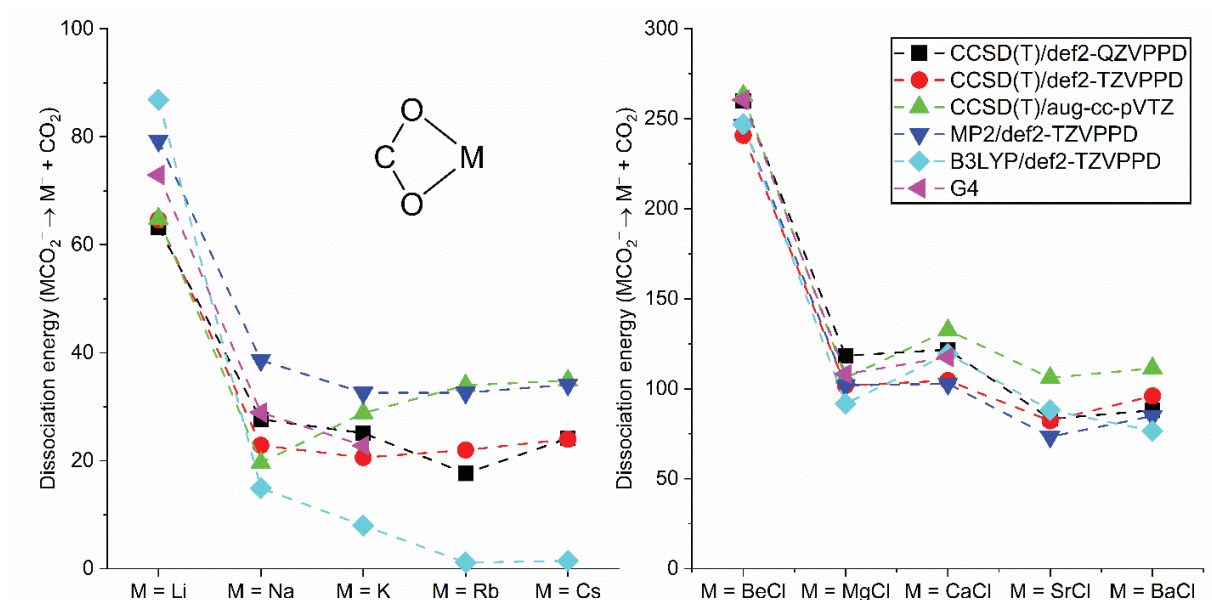 Dissociation energy (MCO₂⁻ → M⁻ + CO₂)
100
80
60
40
20
0
O
C
M
O
M = Li
M = Na
M = K
M = Rb
M = Cs
Dissociation energy (MCO₂⁻ → M⁻ + CO₂)
300
250
200
150
100
50
0
CCSD(T)/def2-QZVPPD
CCSD(T)/def2-TZVPPD
CCSD(T)/aug-cc-pVTZ
MP2/def2-TZVPPD
B3LYP/def2-TZVPPD
G4
M = BeCl
M = MgCl
M = CaCl
M = SrCl
M = BaCl